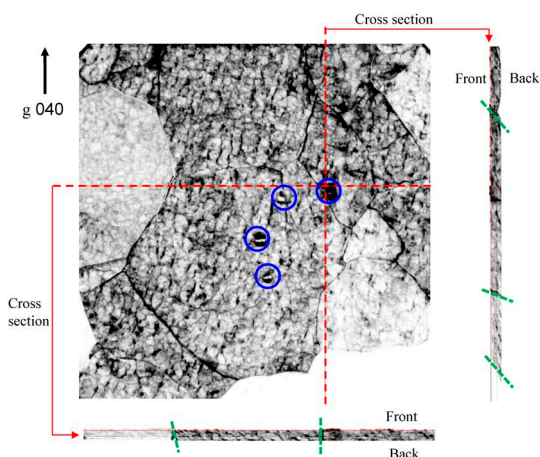 Cross section
Front
Back
g 040
Cross
section
Front
Back